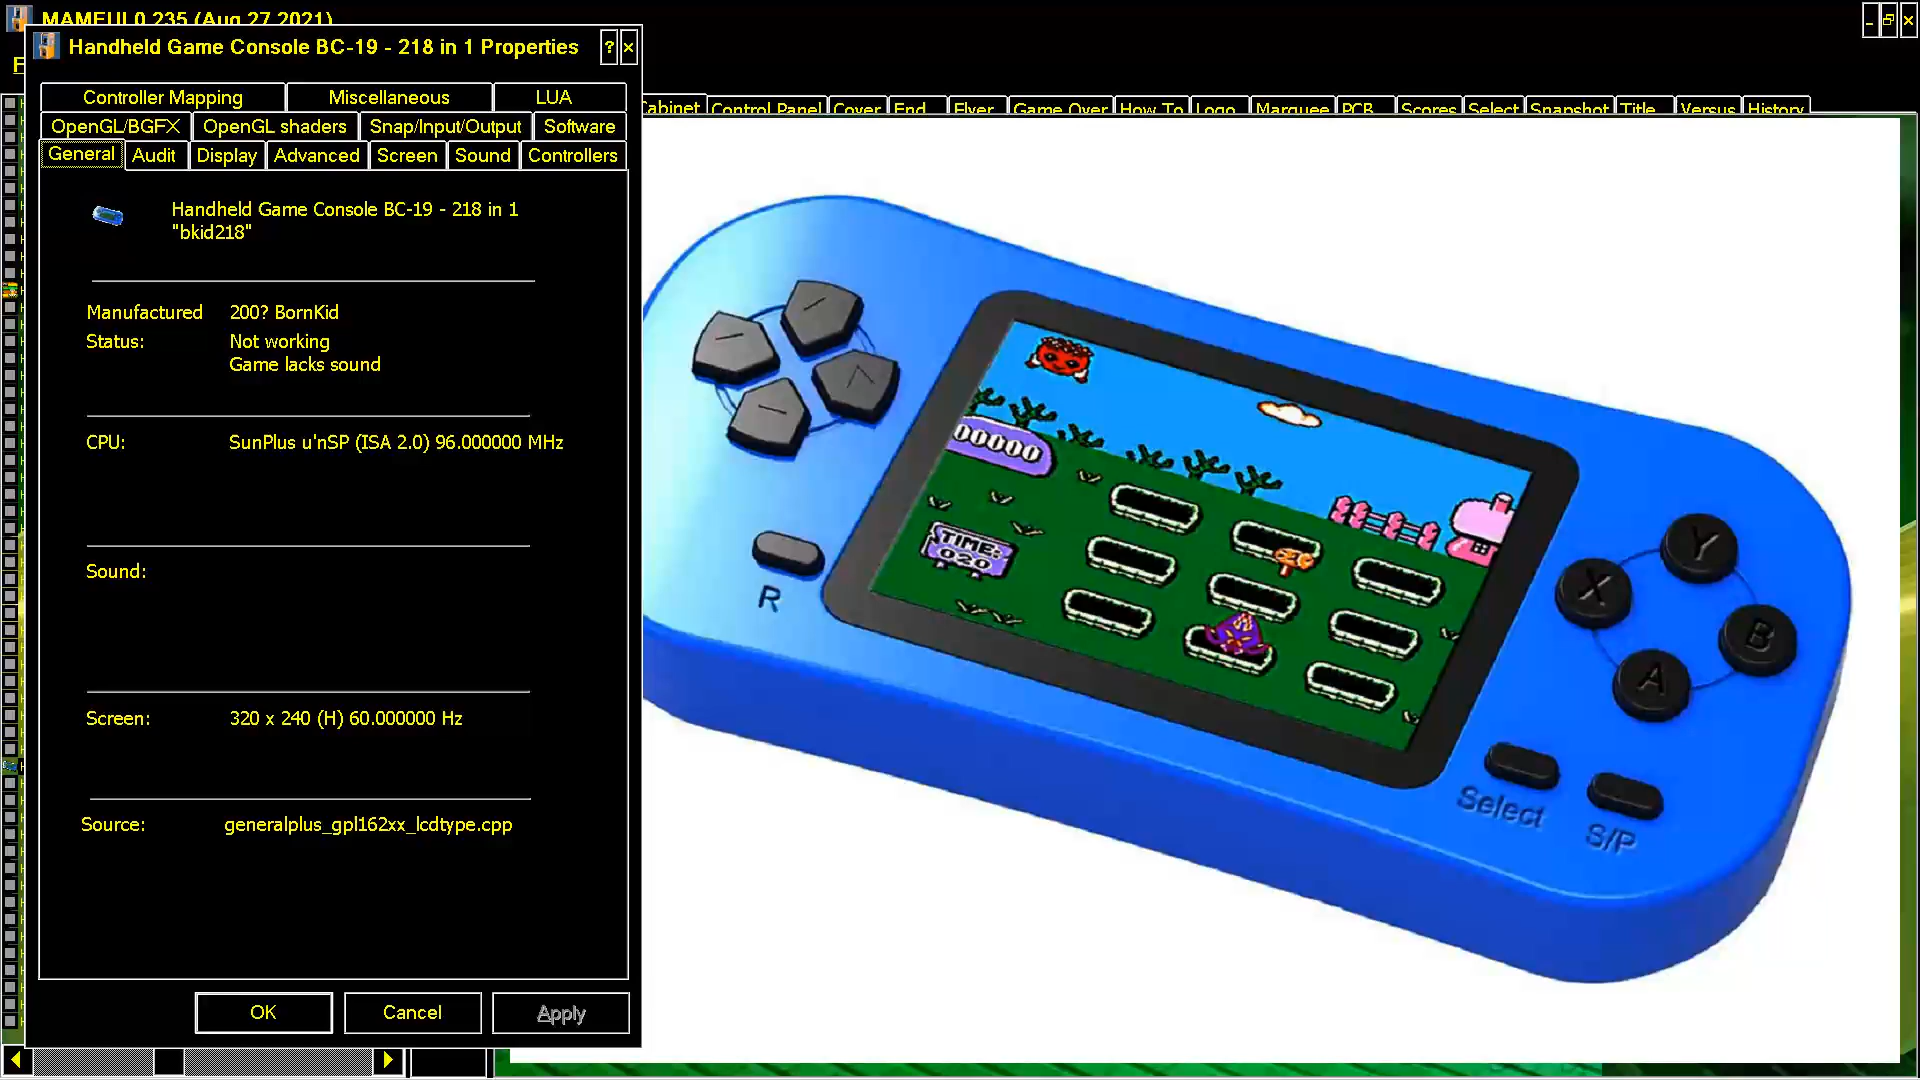 MAMEUI 0.235 (Aug 27 2021)
Handheld Game Console BC-19 - 218 in 1 Properties
?
Controller Mapping
Miscellaneous
LUA
OpenGL/BGFX
OpenGL shaders
Snap/Input/Output
Software
General
Audit
Display
Advanced
Screen
Sound
Controllers
Handheld Game Console BC-19 - 218 in 1
"bkid218"
Manufactured
200? BornKid
Status:
Not working
Game lacks sound
CPU:
SunPlus u'nSP (ISA 2.0) 96.000000 MHz
Sound:
Screen:
320 x 240 (H) 60.000000 Hz
Source:
generalplus_gpl162xx_lcdtype.cpp
OK
Cancel
Apply
Cabinet
Control Panel
Cover
End
Flyer
Game Over
How To
Logo
Marquee
PCB
Scores
Select
Snapshot
Title
Versus
History
00000
TIME:
020
R
Y
X
B
A
Select
S/P